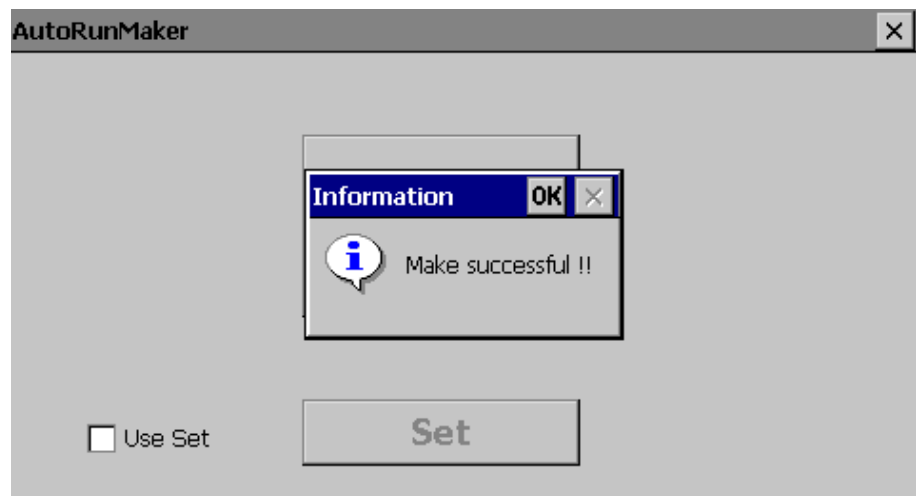 AutoRunMaker
Information OK
Make successful !!
Use Set
Set